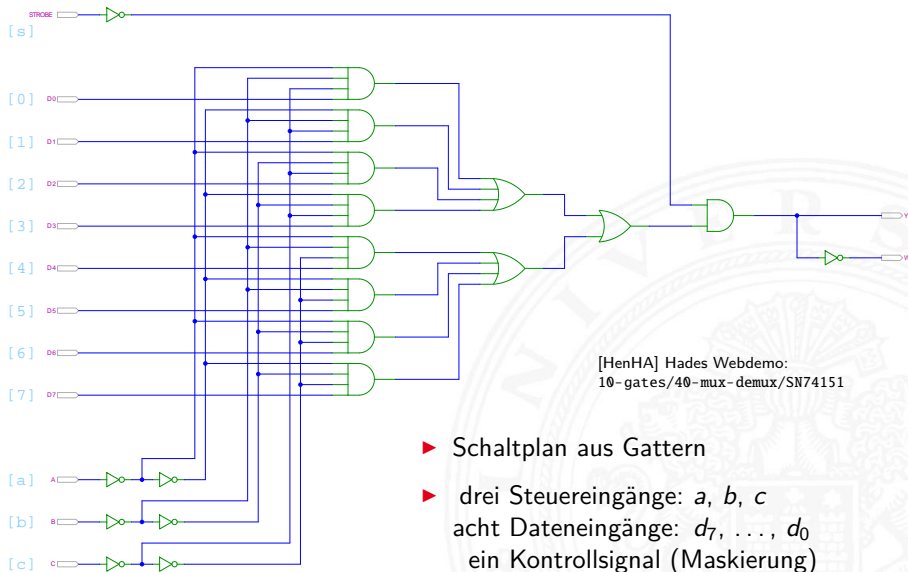 STROBE
[s]
[0] D0
[1] D1
[2] D2
[3] D3
[4] D4
[5] D5
[6] D6
[7] D7
Y
W
[HenHA] Hades Webdemo:
10-gates/40-mux-demux/SN74151
[a] A
[b] B
[c] C
▶ Schaltplan aus Gattern
▶ drei Steuereingänge: a, b, c
acht Dateneingänge: d₇, ..., d₀
ein Kontrollsignal (Maskierung)